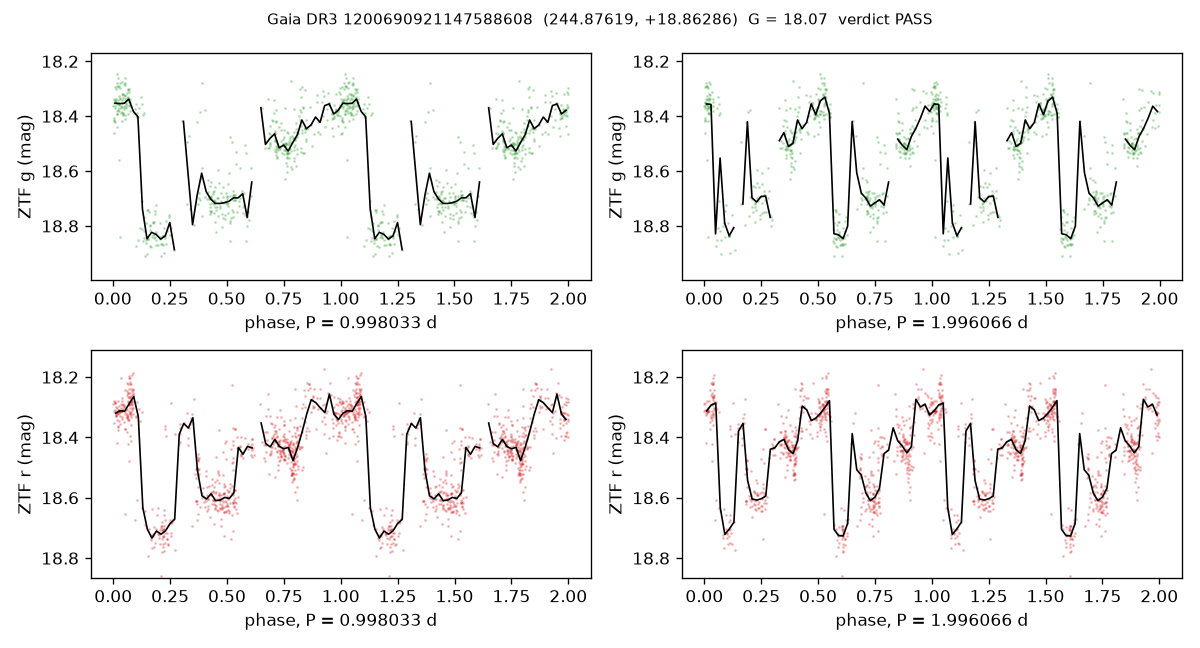 Gaia DR3 1200690921147588608  (244.87619, +18.86286)  G = 18.07  verdict PASS
ZTF g (mag)
18.2
18.4
18.6
18.8
0.00 0.25 0.50 0.75 1.00 1.25 1.50 1.75 2.00
phase, P = 0.998033 d
ZTF g (mag)
18.2
18.4
18.6
18.8
0.00 0.25 0.50 0.75 1.00 1.25 1.50 1.75 2.00
phase, P = 1.996066 d
ZTF r (mag)
18.2
18.4
18.6
18.8
0.00 0.25 0.50 0.75 1.00 1.25 1.50 1.75 2.00
phase, P = 0.998033 d
ZTF r (mag)
18.2
18.4
18.6
18.8
0.00 0.25 0.50 0.75 1.00 1.25 1.50 1.75 2.00
phase, P = 1.996066 d